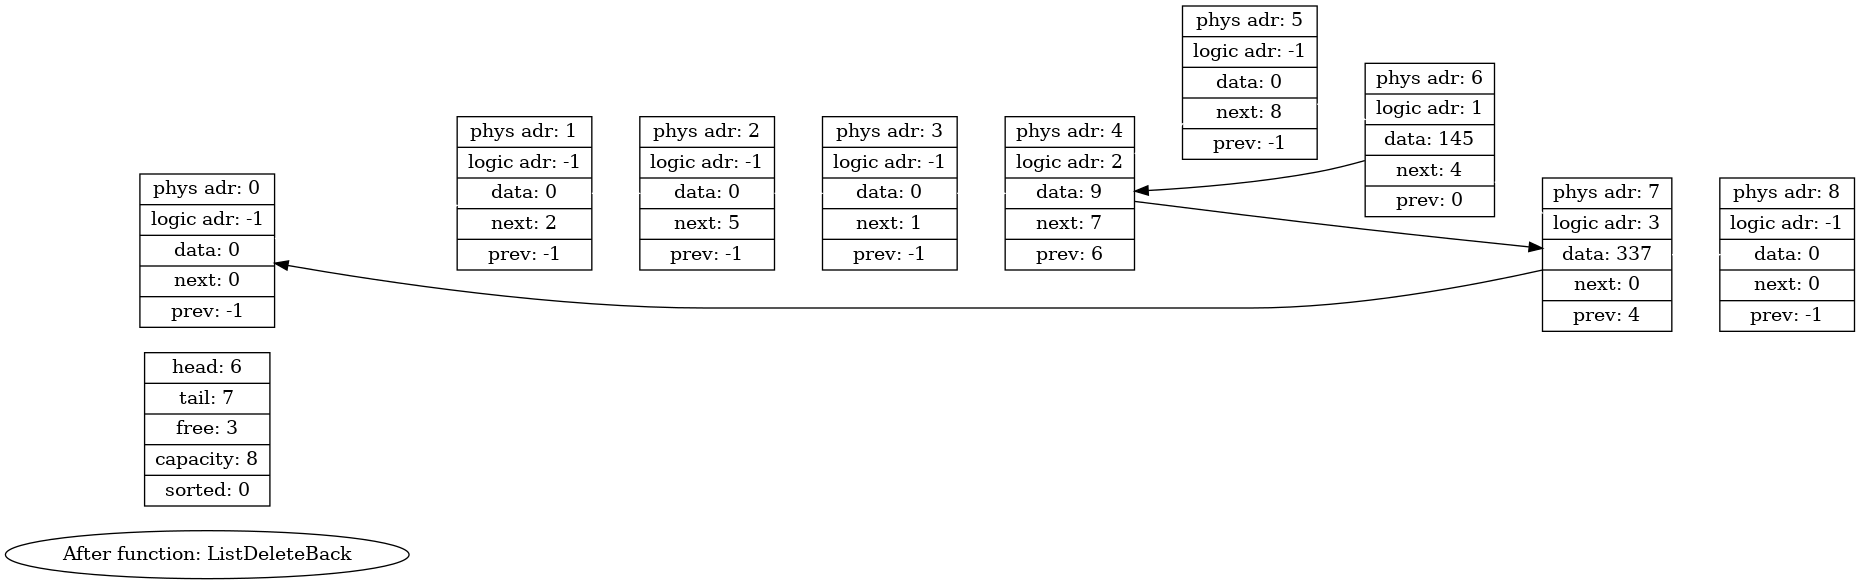 phys adr: 0
logic adr: -1
data: 0
next: 0
prev: -1
phys adr: 1
logic adr: -1
data: 0
next: 2
prev: -1
phys adr: 2
logic adr: -1
data: 0
next: 5
prev: -1
phys adr: 3
logic adr: -1
data: 0
next: 1
prev: -1
phys adr: 4
logic adr: 2
data: 9
next: 7
prev: 6
phys adr: 5
logic adr: -1
data: 0
next: 8
prev: -1
phys adr: 6
logic adr: 1
data: 145
next: 4
prev: 0
phys adr: 7
logic adr: 3
data: 337
next: 0
prev: 4
phys adr: 8
logic adr: -1
data: 0
next: 0
prev: -1
head: 6
tail: 7
free: 3
capacity: 8
sorted: 0
After function: ListDeleteBack